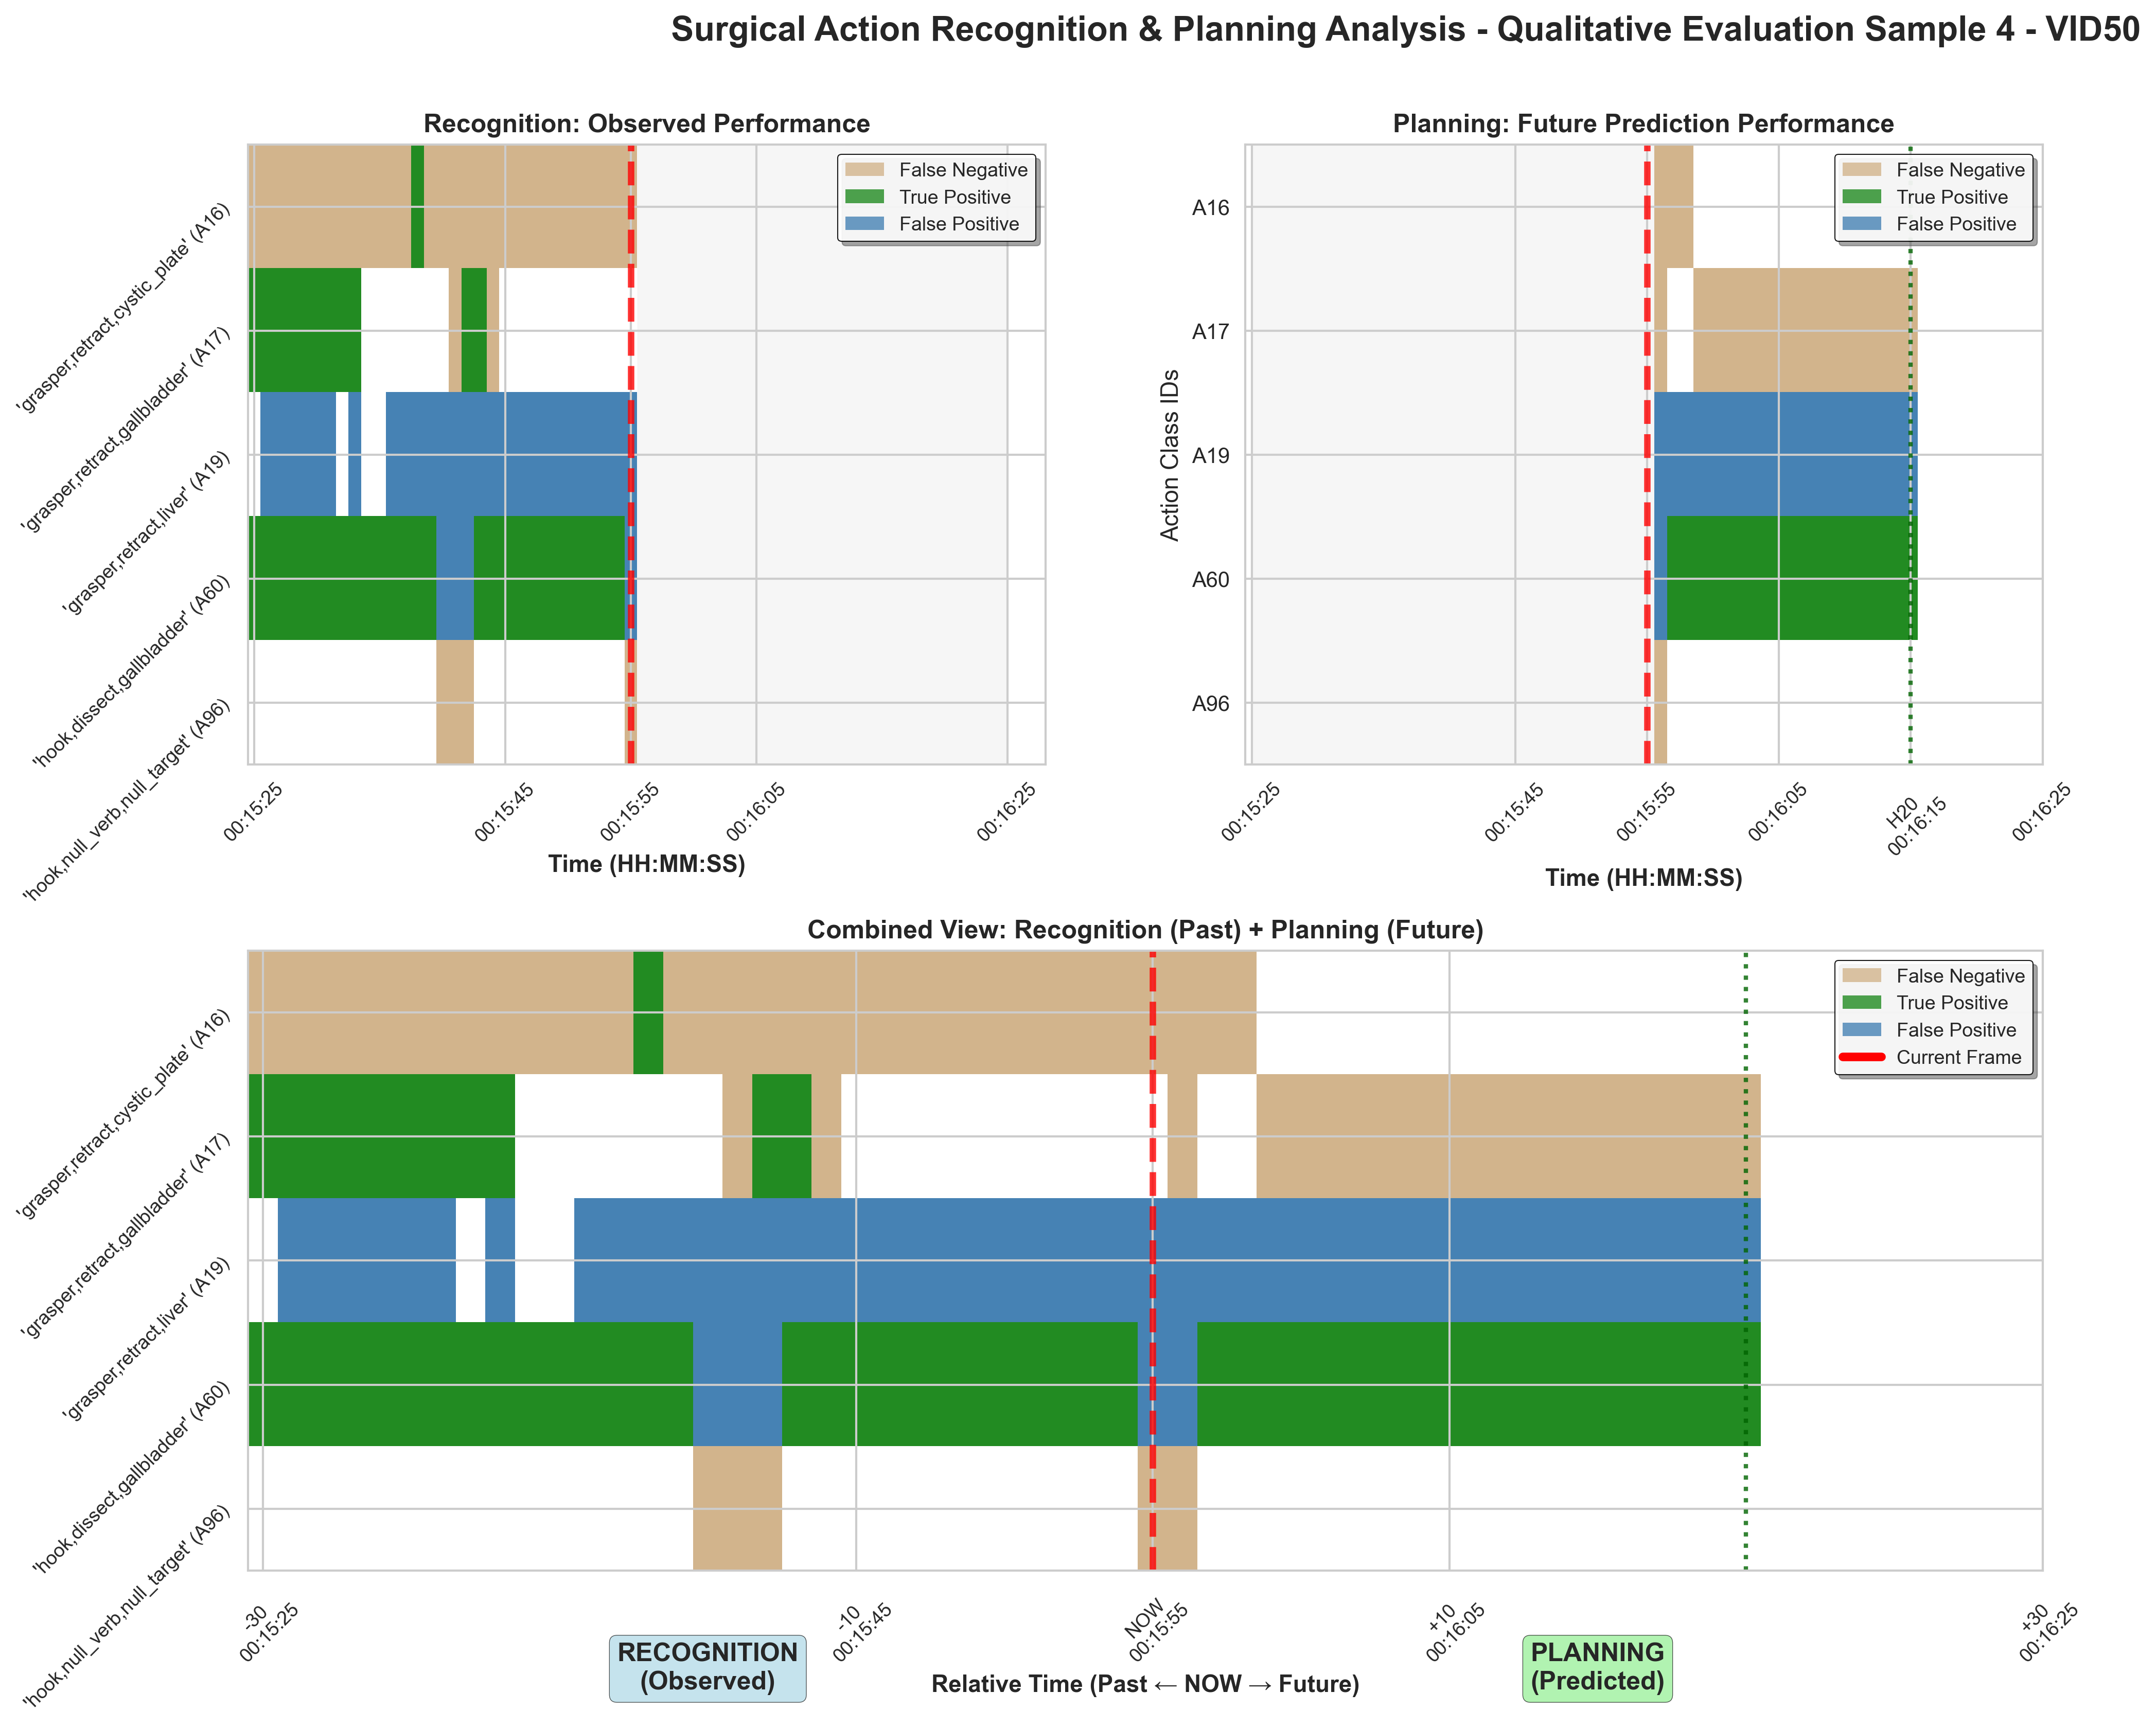 Surgical Action Recognition & Planning Analysis - Qualitative Evaluation Sample 4 - VID50
Recognition: Observed Performance
False Negative
True Positive
False Positive
'grasper,retract,cystic_plate' (A16)
'grasper,retract,gallbladder' (A17)
'grasper,retract,liver' (A19)
'hook,dissect,gallbladder' (A60)
'hook,null_verb,null_target' (A96)
00:15:25
00:15:45
00:15:55
00:16:05
00:16:25
Time (HH:MM:SS)
Planning: Future Prediction Performance
False Negative
True Positive
False Positive
Action Class IDs
A16
A17
A19
A60
A96
00:15:25
00:15:45
00:15:55
00:16:05
H20
00:16:15
00:16:25
Time (HH:MM:SS)
Combined View: Recognition (Past) + Planning (Future)
False Negative
True Positive
False Positive
Current Frame
'grasper,retract,cystic_plate' (A16)
'grasper,retract,gallbladder' (A17)
'grasper,retract,liver' (A19)
'hook,dissect,gallbladder' (A60)
'hook,null_verb,null_target' (A96)
-30
00:15:25
-10
00:15:45
NOW
00:15:55
+10
00:16:05
+30
00:16:25
RECOGNITION
(Observed)
PLANNING
(Predicted)
Relative Time (Past ← NOW → Future)